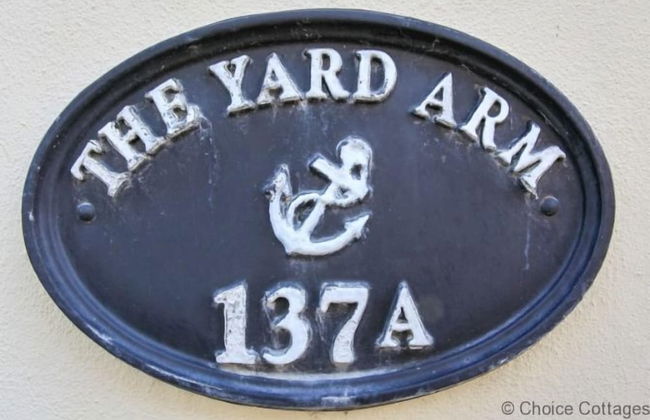 THE YARD ARM
137A
© Choice Cottages